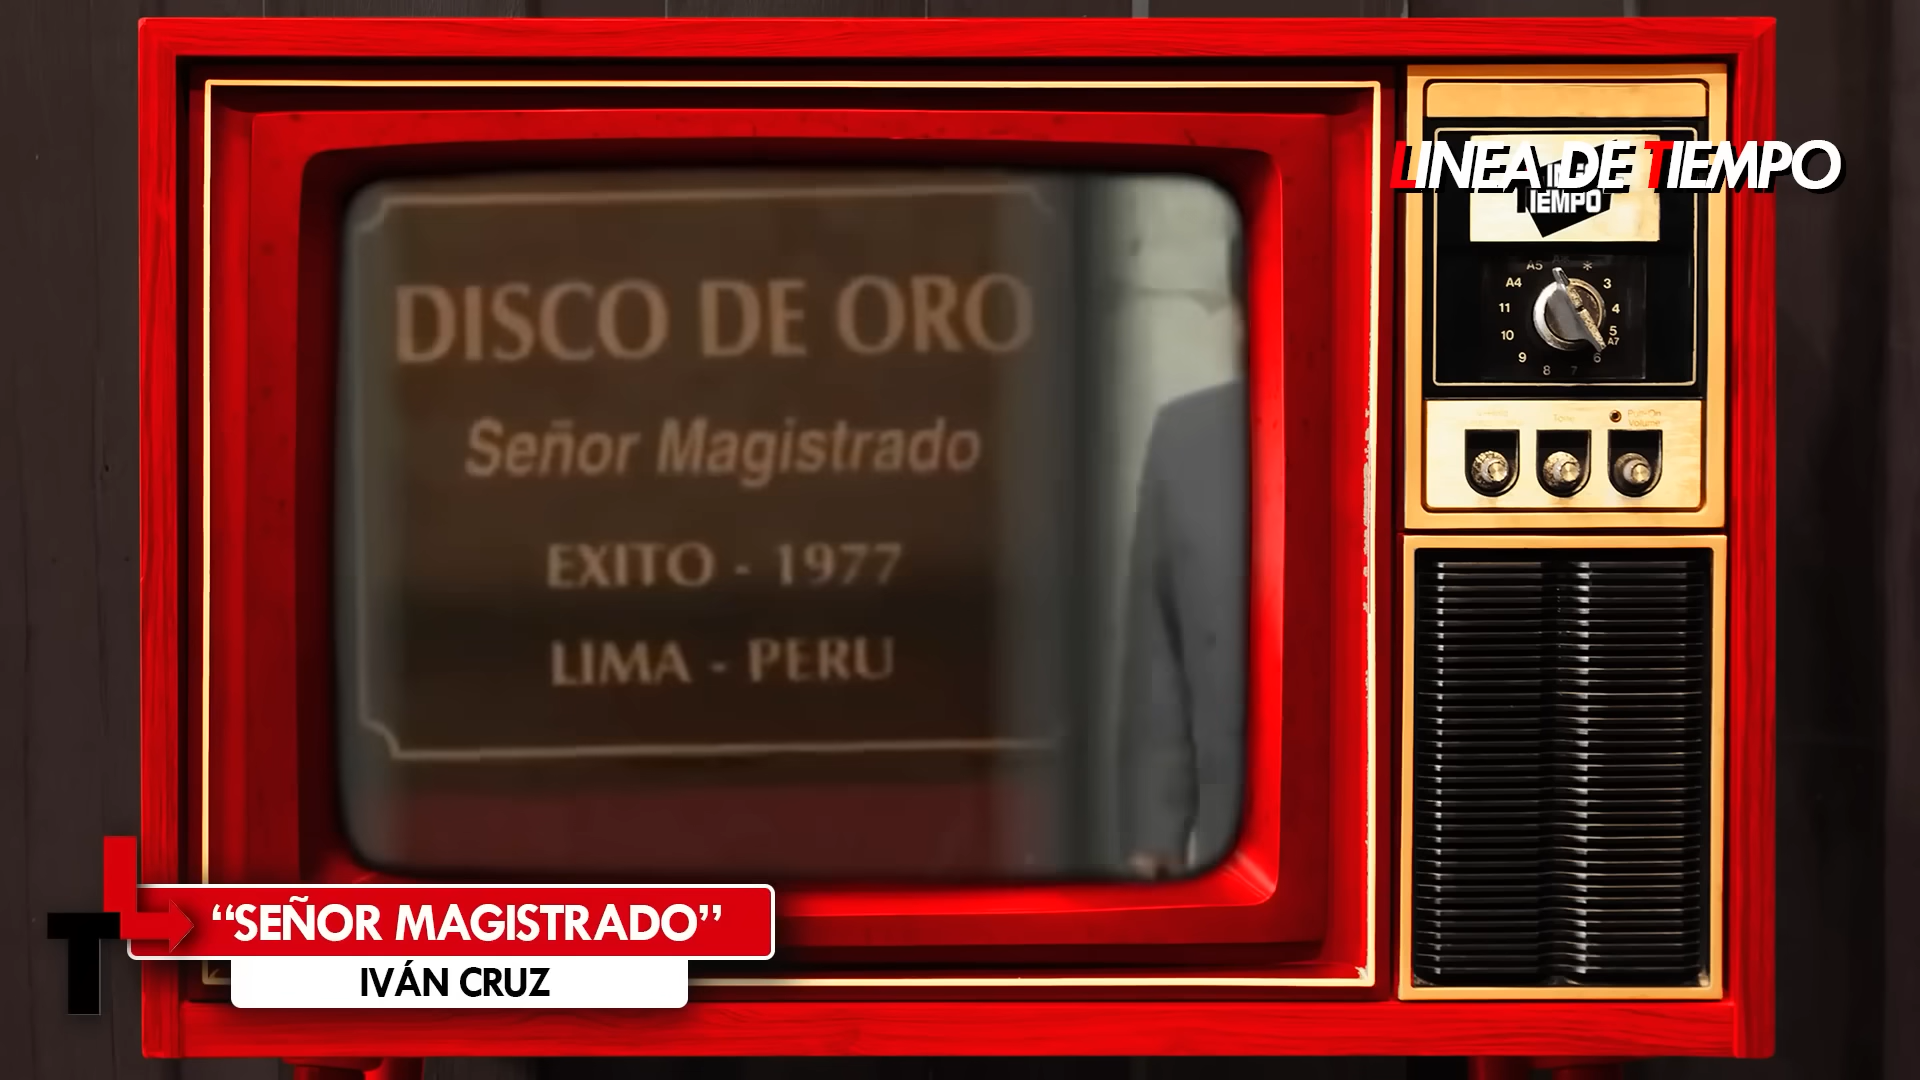 LINEA DE TIEMPO
TIEMPO
DISCO DE ORO
Señor Magistrado
EXITO - 1977
LIMA - PERU
A5
A4
11
10
9
8
7
6
A7
5
4
3
“SEÑOR MAGISTRADO”
IVÁN CRUZ